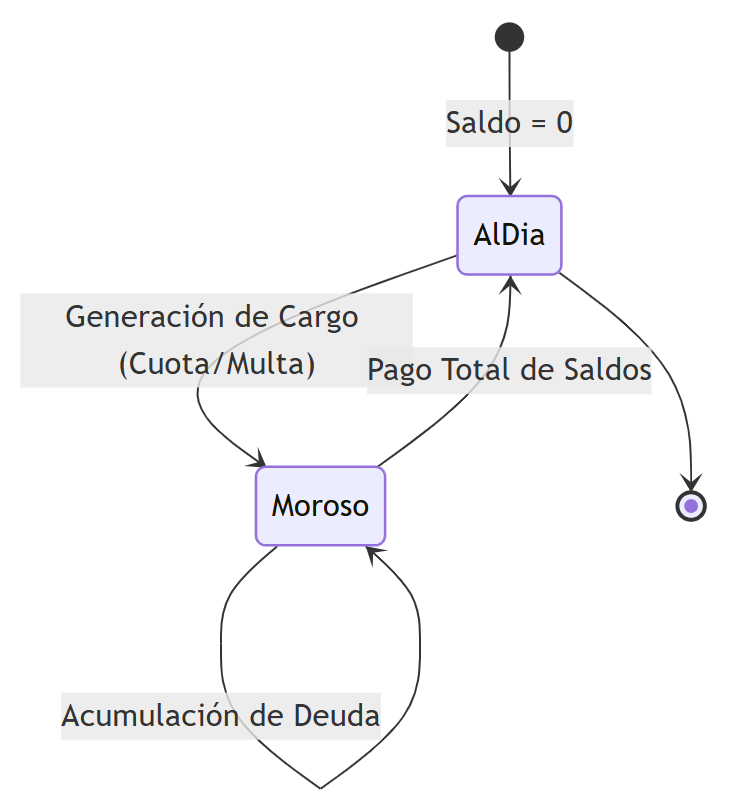 Saldo = 0
AlDia
Generación de Cargo
(Cuota/Multa)
Pago Total de Saldos
Moroso
Acumulación de Deuda